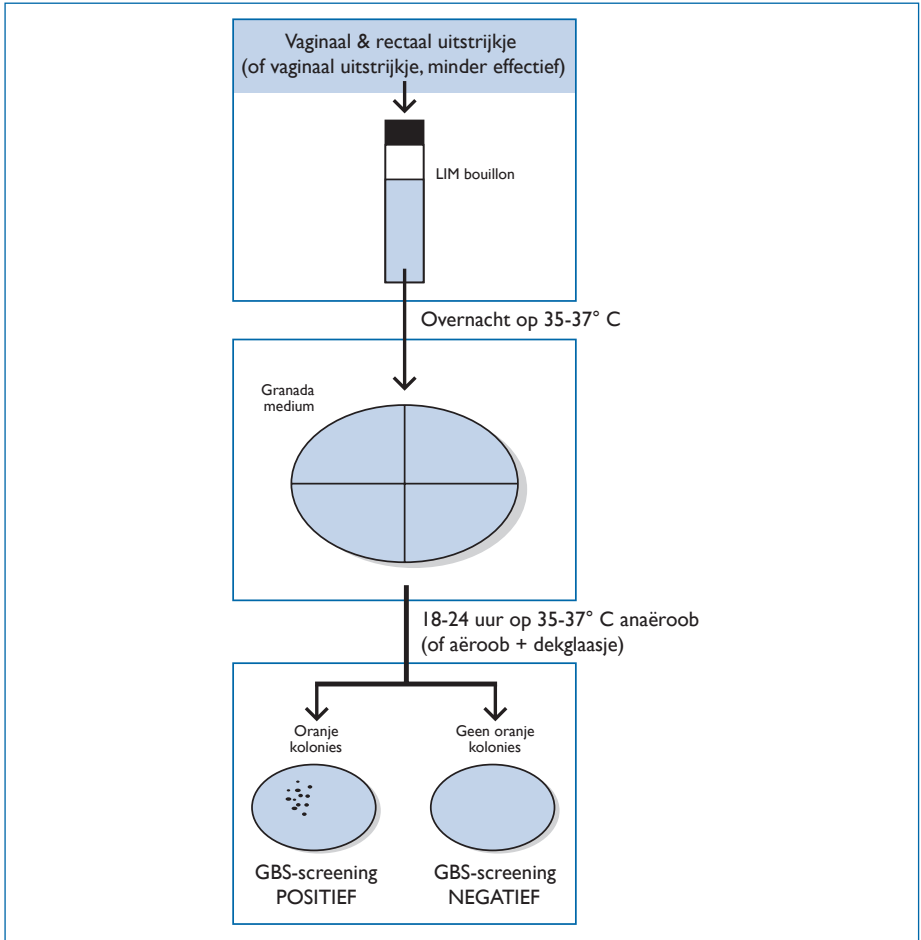 Vaginaal & rectaal uitstrijkje
(of vaginaal uitstrijkje, minder effectief)
LIM bouillon
Overnacht op 35-37° C
Granada
medium
18-24 uur op 35-37° C anaëroob
(of aëroob + dekglaasje)
Oranje
kolonies
Geen oranje
kolonies
GBS-screening
POSITIEF
GBS-screening
NEGATIEF